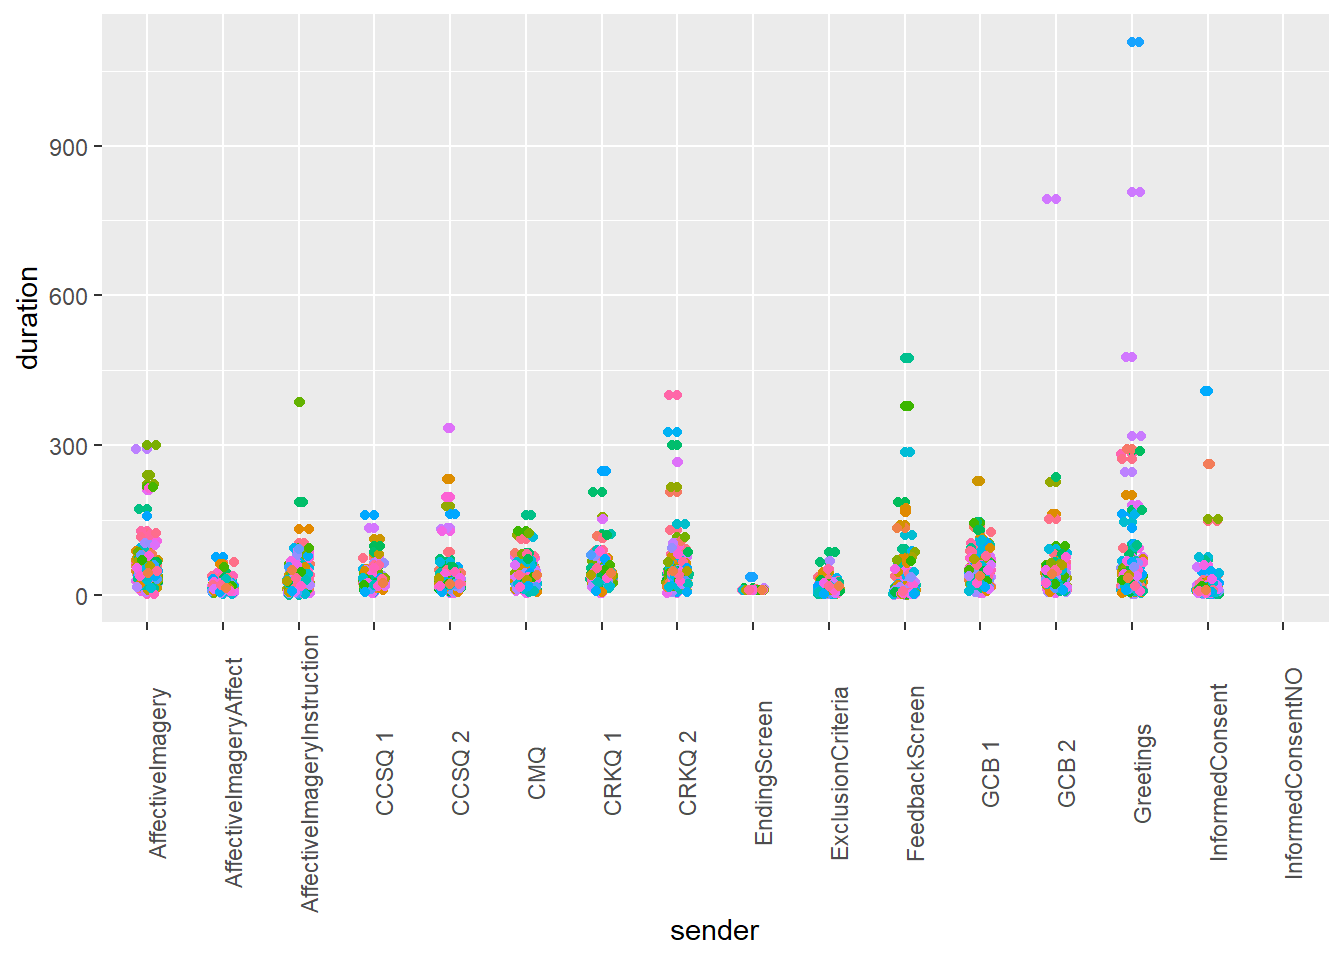 900
600
300
0
duration
AffectiveImagery
AffectiveImageryAffect
AffectiveImageryInstruction
CCSQ 1
CCSQ 2
CMQ
CRKQ 1
CRKQ 2
EndingScreen
ExclusionCriteria
FeedbackScreen
GCB 1
GCB 2
Greetings
InformedConsent
InformedConsentNO
sender